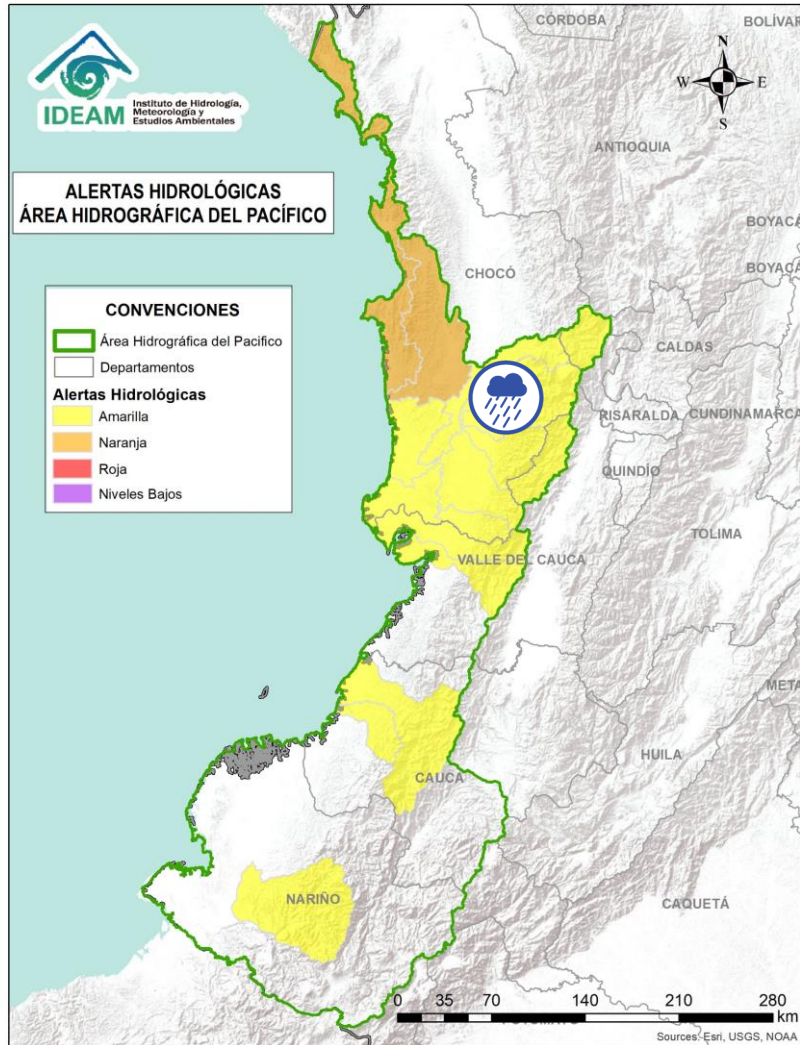 CÓRDOBA
BOLÍVAR
IDEAM
Instituto de Hidrología,
Meteorología y
Estudios Ambientales
N
W E
S
ANTIOQUIA
ALERTAS HIDROLÓGICAS
ÁREA HIDROGRÁFICA DEL PACÍFICO
BOYACÁ
BOYACÁ
CHOCÓ
CONVENCIONES
Área Hidrográfica del Pacifico
Departamentos
Alertas Hidrológicas
Amarilla
Naranja
Roja
Niveles Bajos
CALDAS
RISARALDA
CUNDINAMARCA
QUINDÍO
TOLIMA
VALLE DEL CAUCA
META
HUILA
CAUCA
NARIÑO
CAQUETÁ
0 35 70 140 210 280
km
Sources: Esri, USGS, NOAA